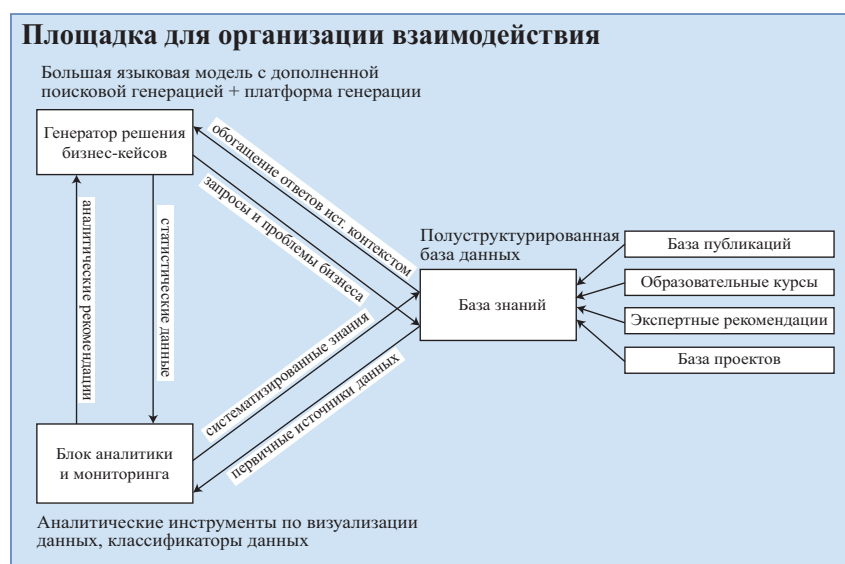 Площадка для организации взаимодействия
Большая языковая модель с дополненной
поисковой генерацией + платформа генерации
Генератор решения
бизнес-кейсов
обогащение ответов ист. контекстом
запросы и проблемы бизнеса
аналитические рекомендации
статистические данные
Полуструктурированная
база данных
База знаний
База публикаций
Образовательные курсы
Экспертные рекомендации
База проектов
систематизированные знания
первичные источники данных
Блок аналитики
и мониторинга
Аналитические инструменты по визуализации
данных, классификаторы данных